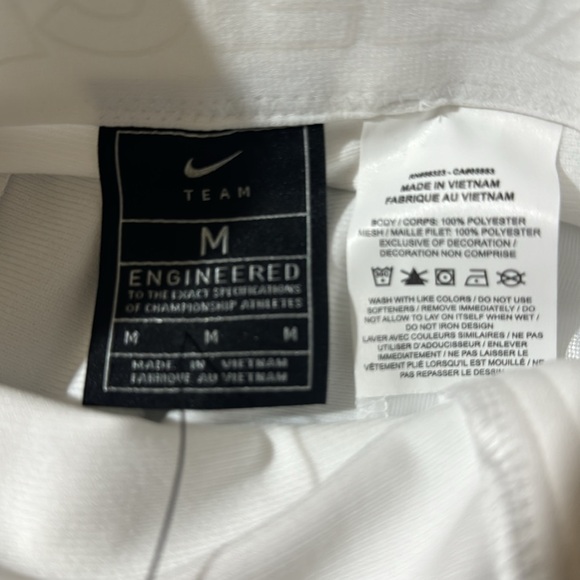 TEAM
M
ENGINEERED
TO THE EXACT SPECIFICATIONS
OF CHAMPIONSHIP ATHLETES
M M M
MADE IN VIETNAM
FABRIQUE AU VIETNAM
MADE IN VIETNAM
FABRIQUE AU VIETNAM
BODY / CORPS: 100% POLYESTER
MESH / MAILLE FILET: 100% POLYESTER
EXCLUSIVE OF DECORATION /
DECORATION NON COMPRISE
WASH WITH LIKE COLORS / DO NOT USE
SOFTENERS / REMOVE IMMEDIATELY / DO
NOT ALLOW TO LAY ON ITSELF WHEN WET /
DO NOT IRON DESIGN
LAVER AVEC COULEURS SIMILAIRES / NE PAS
UTILISER D'ADOUCISSEUR / ENLEVER
IMMEDIATEMENT / NE PAS LAISSER LE
VÊTEMENT PLIÉ LORSQU'IL EST MOUILLÉ / NE
PAS REPASSER LE DESSIN